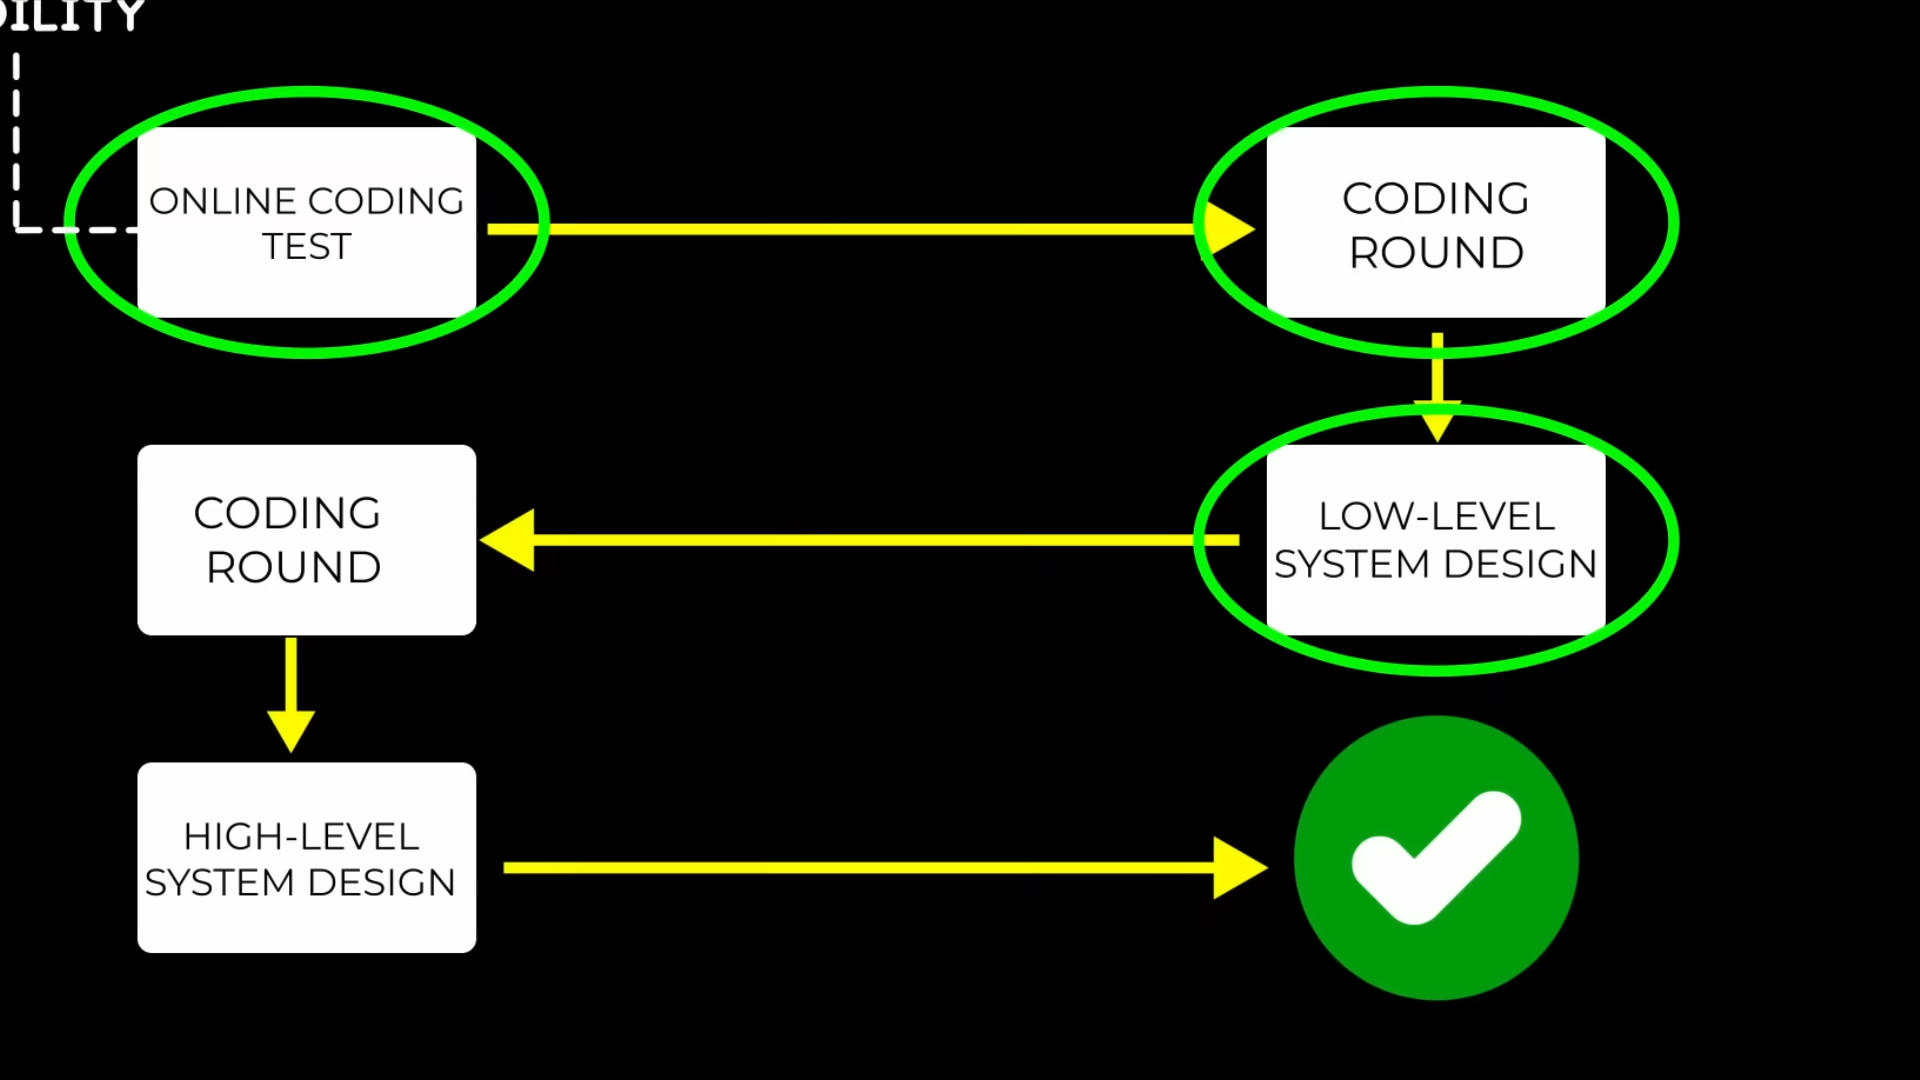 ONLINE CODING
TEST
CODING
ROUND
LOW-LEVEL
SYSTEM DESIGN
CODING
ROUND
HIGH-LEVEL
SYSTEM DESIGN